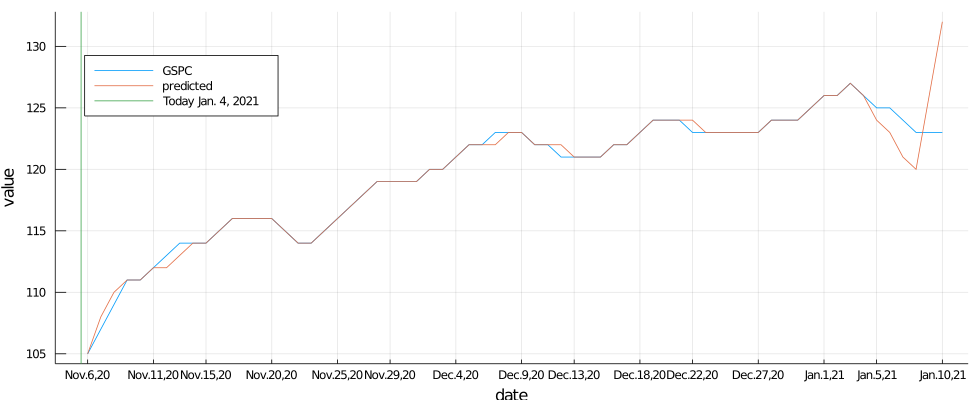 130
125
120
115
110
105
value
GSPC
predicted
Today Jan. 4, 2021
Nov.6,20 Nov.11,20 Nov.15,20 Nov.20,20 Nov.25,20 Nov.29,20 Dec.4,20 Dec.9,20 Dec.13,20 Dec.18,20 Dec.22,20 Dec.27,20 Jan.1,21 Jan.5,21 Jan.10,21
date